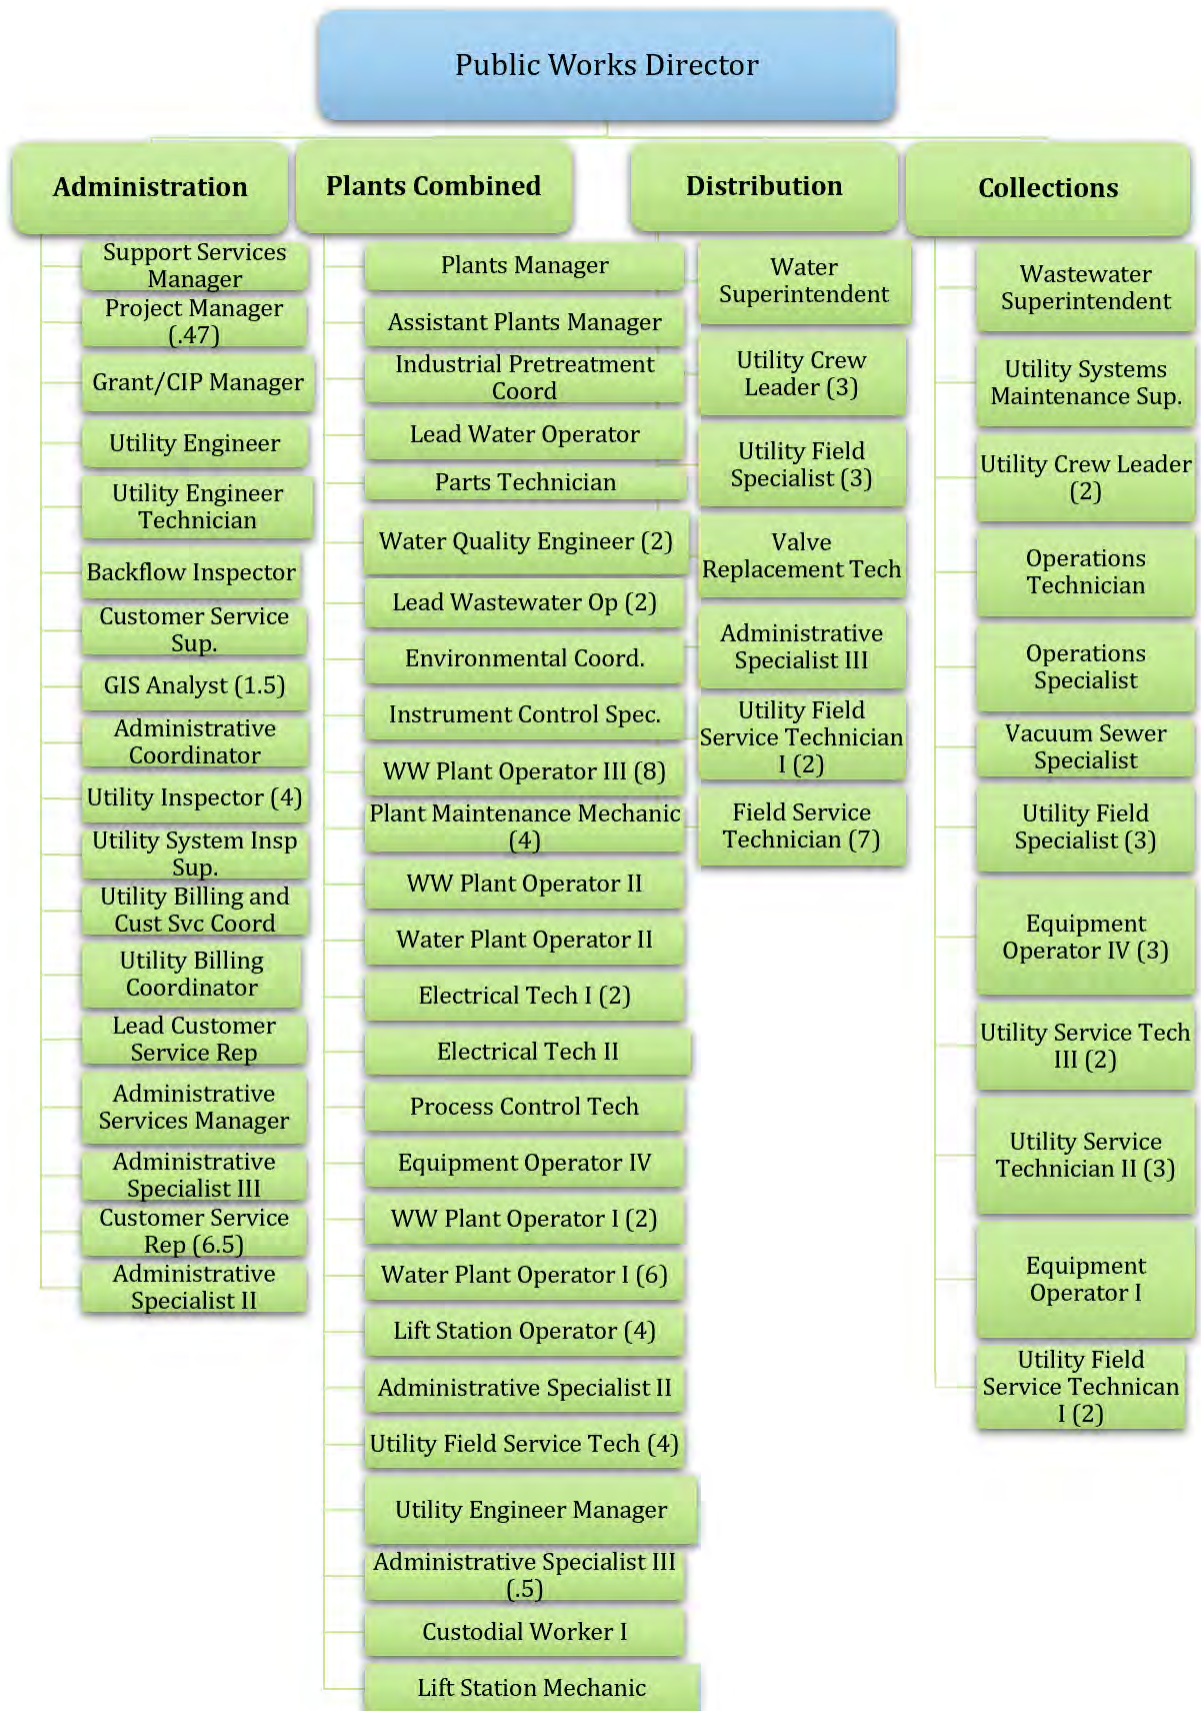 Public Works Director
Administration
Support Services
Manager
Project Manager
(.47)
Grant/CIP Manager
Utility Engineer
Utility Engineer
Technician
Backflow Inspector
Customer Service
Sup.
GIS Analyst (1.5)
Administrative
Coordinator
Utility Inspector (4)
Utility System Insp
Sup.
Utility Billing and
Cust Svc Coord
Utility Billing
Coordinator
Lead Customer
Service Rep
Administrative
Services Manager
Administrative
Specialist III
Customer Service
Rep (6.5)
Administrative
Specialist II
Plants Combined
Plants Manager
Assistant Plants Manager
Industrial Pretreatment
Coord
Lead Water Operator
Parts Technician
Water Quality Engineer (2)
Lead Wastewater Op (2)
Environmental Coord.
Instrument Control Spec.
WW Plant Operator III (8)
Plant Maintenance Mechanic
(4)
WW Plant Operator II
Water Plant Operator II
Electrical Tech I (2)
Electrical Tech II
Process Control Tech
Equipment Operator IV
WW Plant Operator I (2)
Water Plant Operator I (6)
Lift Station Operator (4)
Administrative Specialist II
Utility Field Service Tech (4)
Utility Engineer Manager
Administrative Specialist III
(.5)
Custodial Worker I
Lift Station Mechanic
Distribution
Water
Superintendent
Utility Crew
Leader (3)
Utility Field
Specialist (3)
Valve
Replacement Tech
Administrative
Specialist III
Utility Field
Service Technician
I (2)
Field Service
Technician (7)
Collections
Wastewater
Superintendent
Utility Systems
Maintenance Sup.
Utility Crew Leader
(2)
Operations
Technician
Operations
Specialist
Vacuum Sewer
Specialist
Utility Field
Specialist (3)
Equipment
Operator IV (3)
Utility Service Tech
III (2)
Utility Service
Technician II (3)
Equipment
Operator I
Utility Field
Service Technican
I (2)